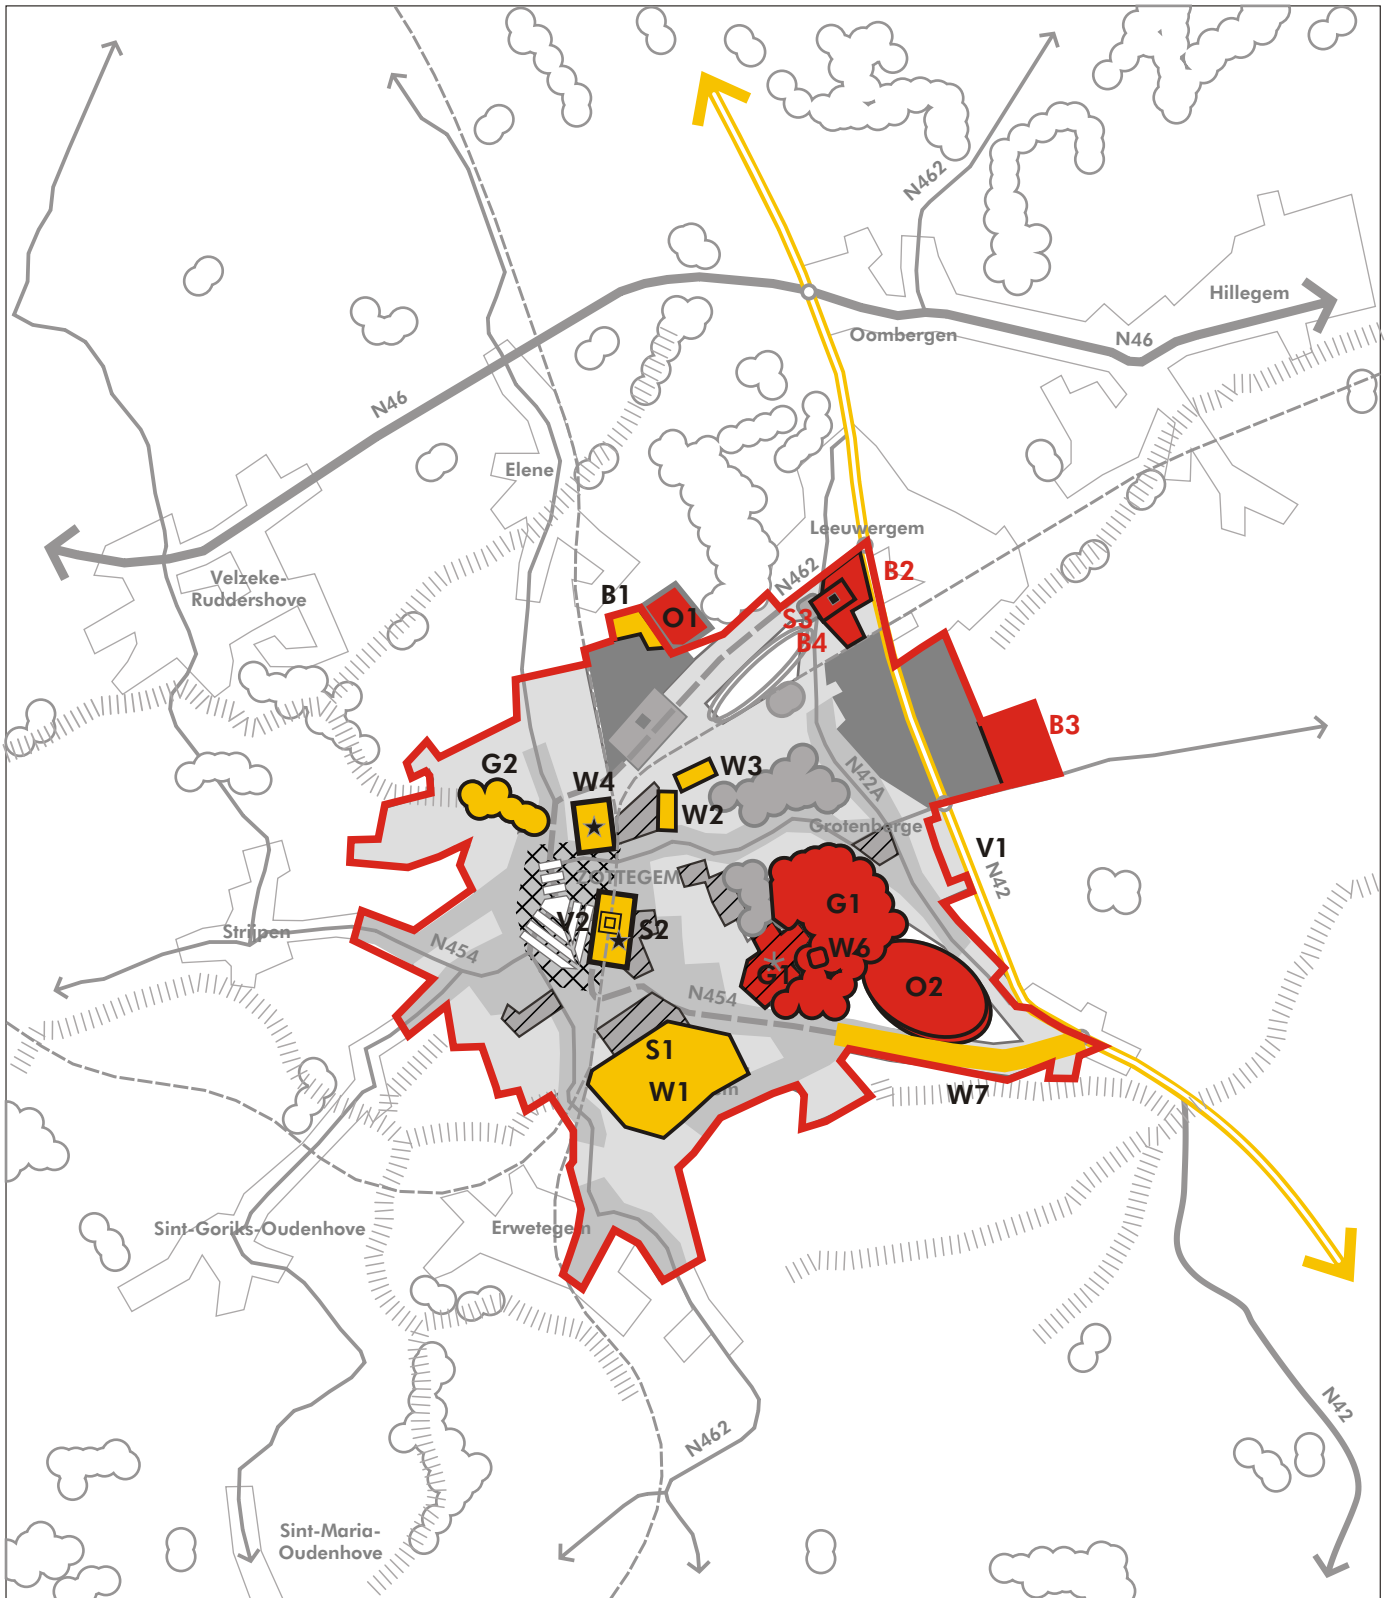 N462
Hillegem
Oombergen
N46
N46
Elene
Leeuwergem
Velzeke-
Ruddershove
N462
B2
B1
O1
S3
B4
B3
G2
W4
W3
N42A
W2
Grotenberge
V1
N42
ZOTTEGEM
G1
V2
S2
Strijpen
N454
W6
G1
O2
N454
S1
W1
m
W7
Sint-Goriks-Oudenhove
Erwetegem
N42
N462
Sint-Maria-
Oudenhove